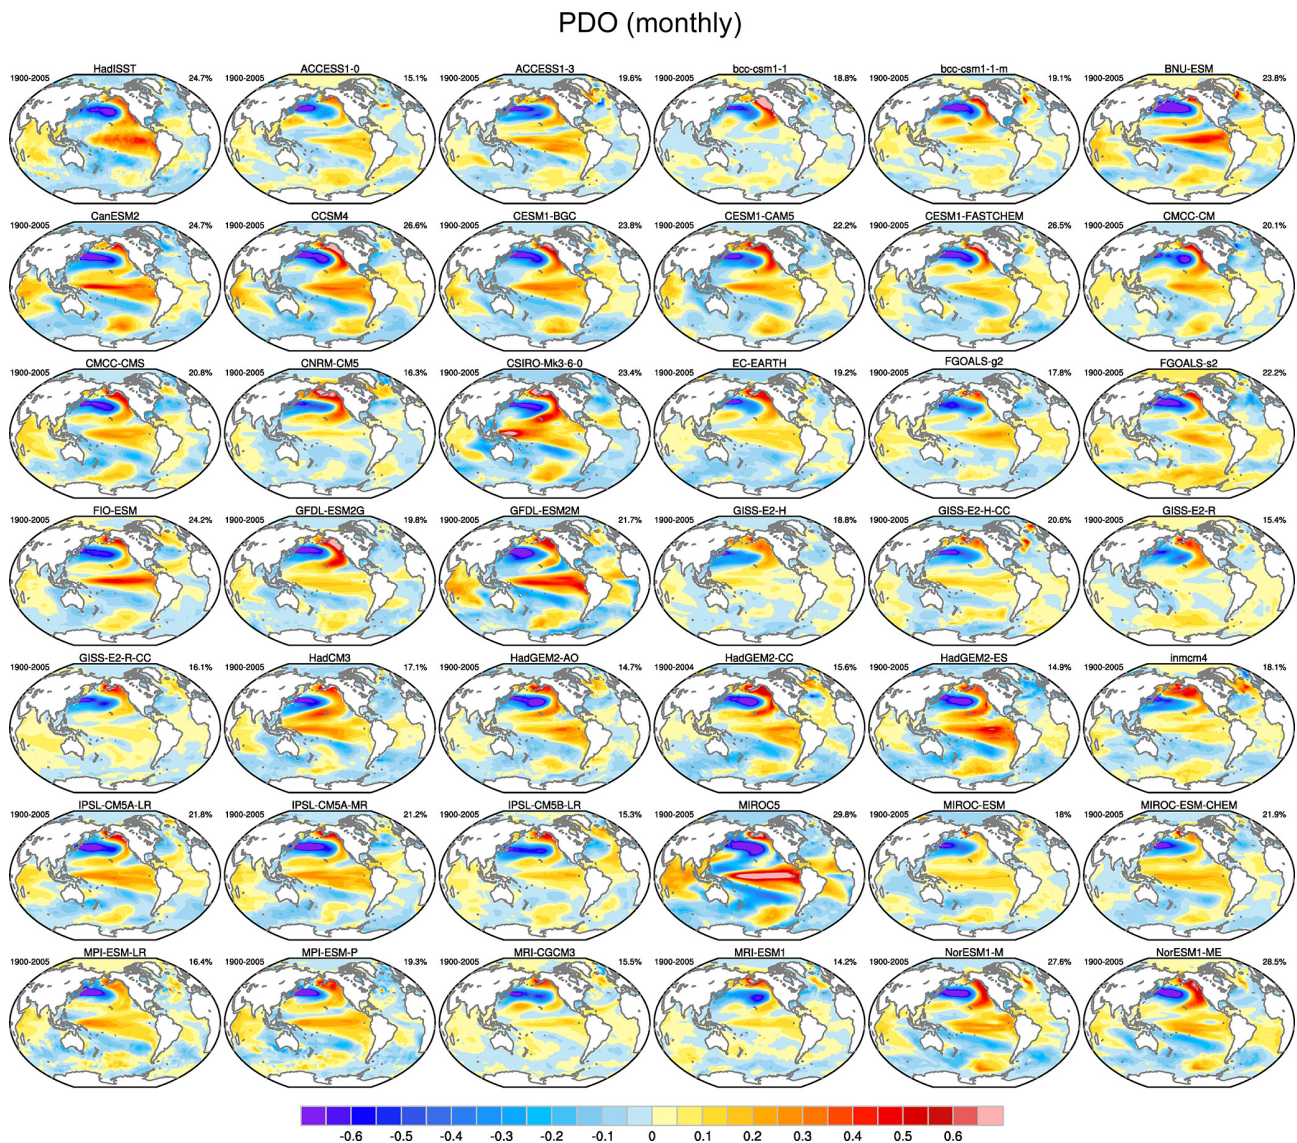 PDO (monthly)
HadISST
1900-2005 24.7%
ACCESS1-0
1900-2005 15.1%
ACCESS1-3
1900-2005 19.6%
bcc-csm1-1
1900-2005 18.8%
bcc-csm1-1-m
1900-2005 19.1%
BNU-ESM
1900-2005 23.8%
CanESM2
1900-2005 24.7%
CCSM4
1900-2005 26.6%
CESM1-BGC
1900-2005 23.8%
CESM1-CAM5
1900-2005 22.2%
CESM1-FASTCHEM
1900-2005 26.5%
CMCC-CM
1900-2005 20.1%
CMCC-CMS
1900-2005 20.8%
CNRM-CM5
1900-2005 16.3%
CSIRO-Mk3-6-0
1900-2005 23.4%
EC-EARTH
1900-2005 19.2%
FGOALS-g2
1900-2005 17.8%
FGOALS-s2
1900-2005 22.2%
FIO-ESM
1900-2005 24.2%
GFDL-ESM2G
1900-2005 19.8%
GFDL-ESM2M
1900-2005 21.7%
GISS-E2-H
1900-2005 18.8%
GISS-E2-H-CC
1900-2005 20.6%
GISS-E2-R
1900-2005 15.4%
GISS-E2-R-CC
1900-2005 16.1%
HadCM3
1900-2005 17.1%
HadGEM2-AO
1900-2005 14.7%
HadGEM2-CC
1900-2004 15.6%
HadGEM2-ES
1900-2005 14.9%
inmcm4
1900-2005 18.1%
IPSL-CM5A-LR
1900-2005 21.8%
IPSL-CM5A-MR
1900-2005 21.2%
IPSL-CM5B-LR
1900-2005 15.3%
MIROC5
1900-2005 29.8%
MIROC-ESM
1900-2005 18%
MIROC-ESM-CHEM
1900-2005 21.9%
MPI-ESM-LR
1900-2005 16.4%
MPI-ESM-P
1900-2005 19.3%
MRI-CGCM3
1900-2005 15.5%
MRI-ESM1
1900-2005 14.2%
NorESM1-M
1900-2005 27.6%
NorESM1-ME
1900-2005 28.5%
-0.6 -0.5 -0.4 -0.3 -0.2 -0.1 0 0.1 0.2 0.3 0.4 0.5 0.6